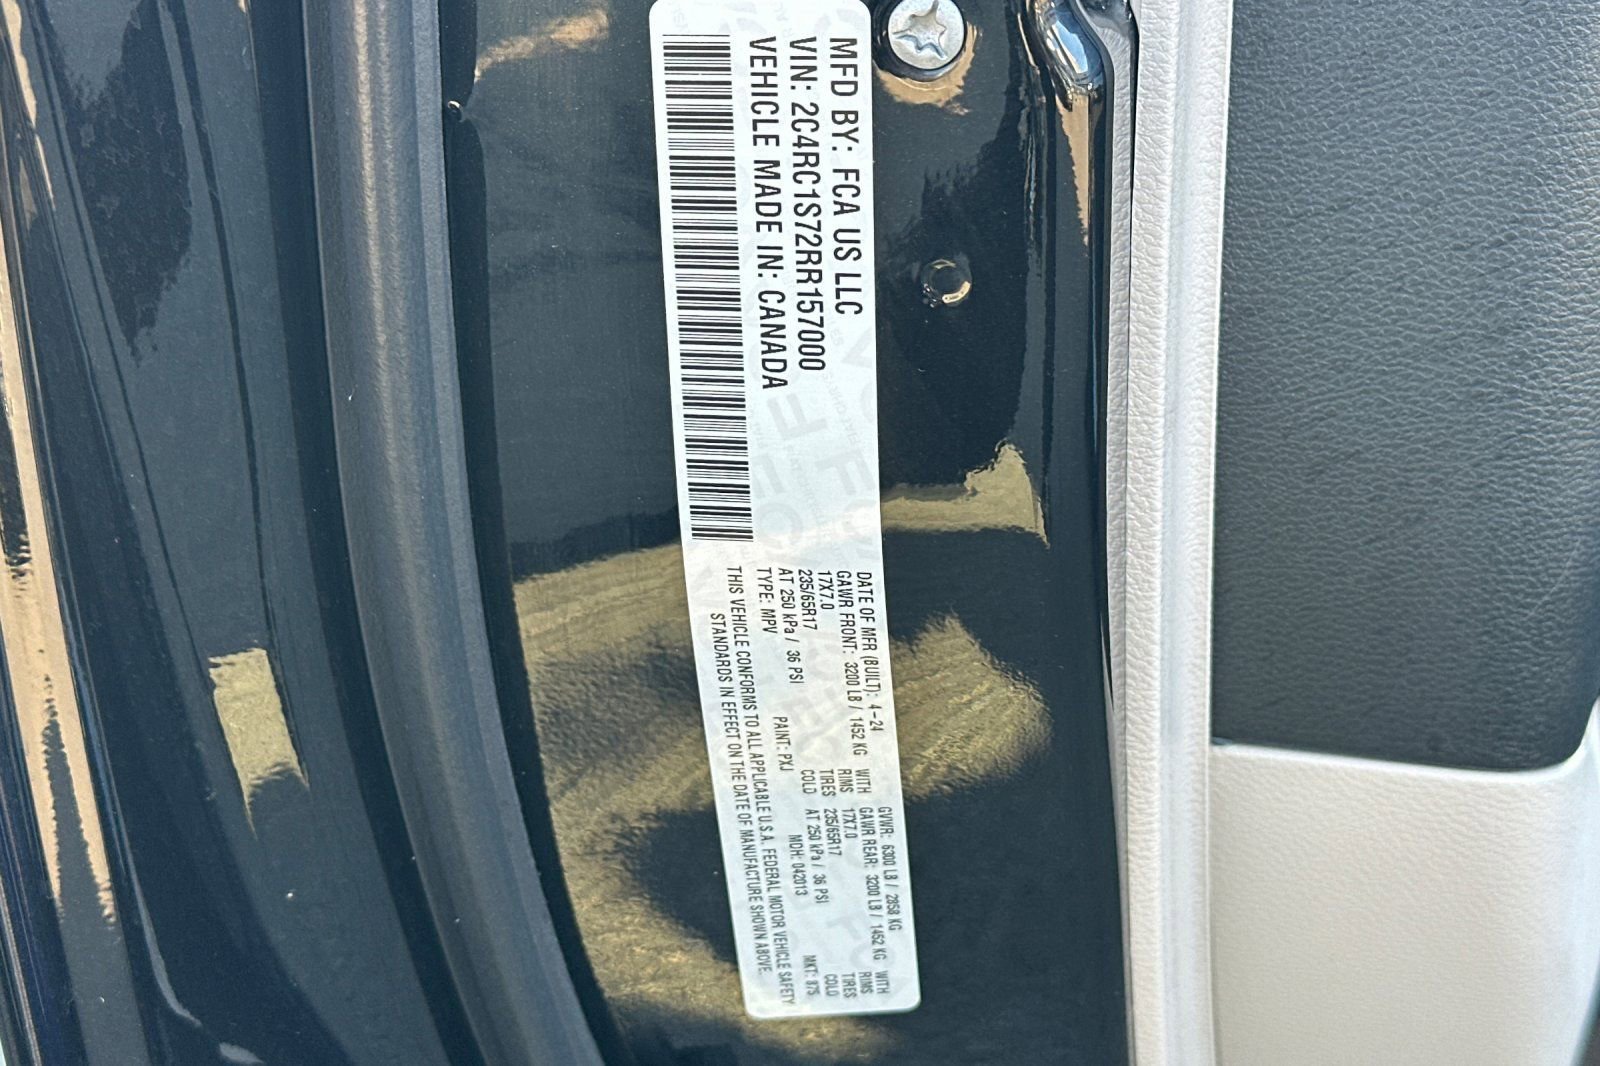 MFD BY: FCA US LLC
VIN: 2C4RC1S72RR157000
VEHICLE MADE IN: CANADA
DATE OF MFR (BUILT): 4-24
GVWR: 6300 LB / 2858 KG
GAWR FRONT: 3200 LB / 1452 KG WITH
GAWR REAR: 3200 LB / 1452 KG WITH
17X7.0 RIMS
17X7.0 RIMS
235/65R17 TIRES
235/65R17 TIRES
AT 250 kPa / 36 PSI COLD
AT 250 kPa / 36 PSI COLD
TYPE: MPV PAINT: PXJ MDH: 042013 MKT: 875
THIS VEHICLE CONFORMS TO ALL APPLICABLE U.S.A. FEDERAL MOTOR VEHICLE SAFETY
STANDARDS IN EFFECT ON THE DATE OF MANUFACTURE SHOWN ABOVE.